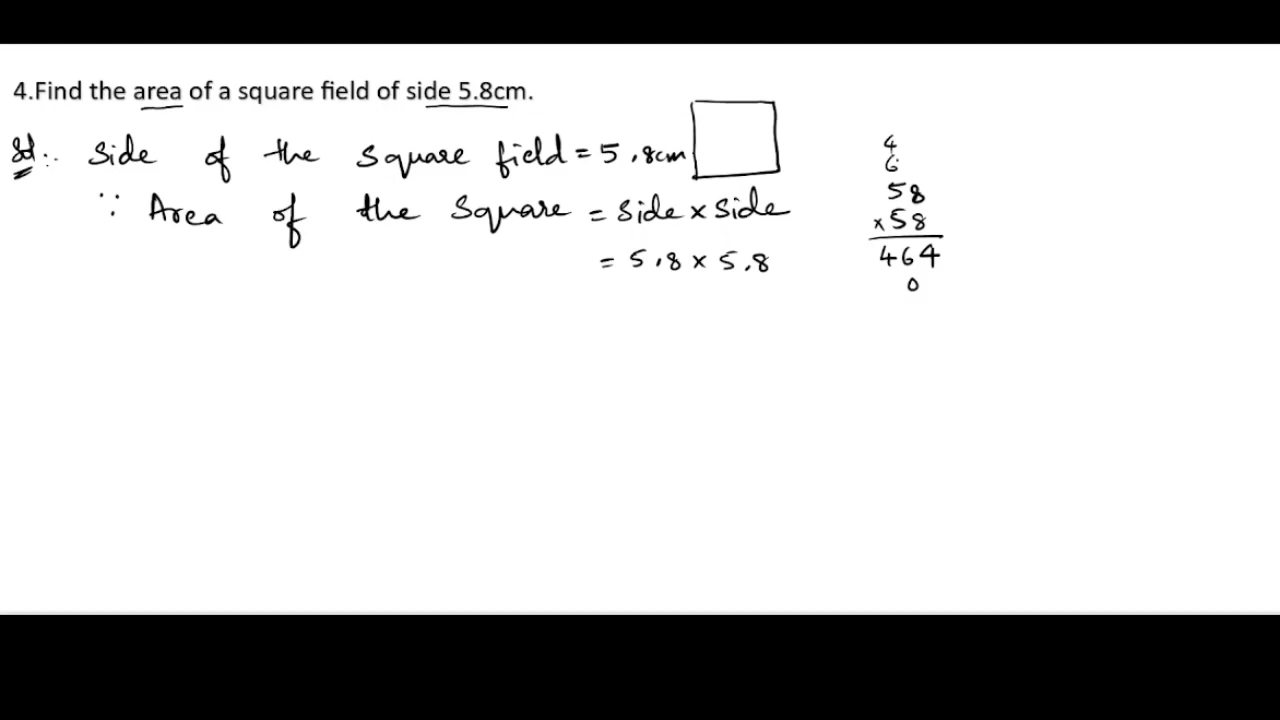 4.Find the area of a square field of side 5.8cm.
Sol:. Side of the square field = 5.8cm
∵ Area of the square = side × side
= 5.8 × 5.8
4
6
58
×58
464
0